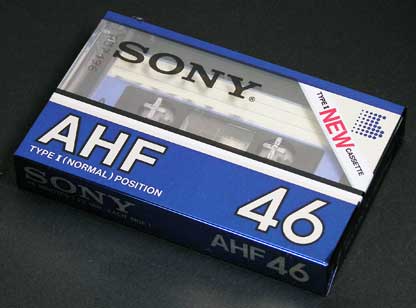 SONY®
TYPE I
NEW
CASSETTE
AHF
TYPE I (NORMAL) POSITION
46
SONY
AHF 46